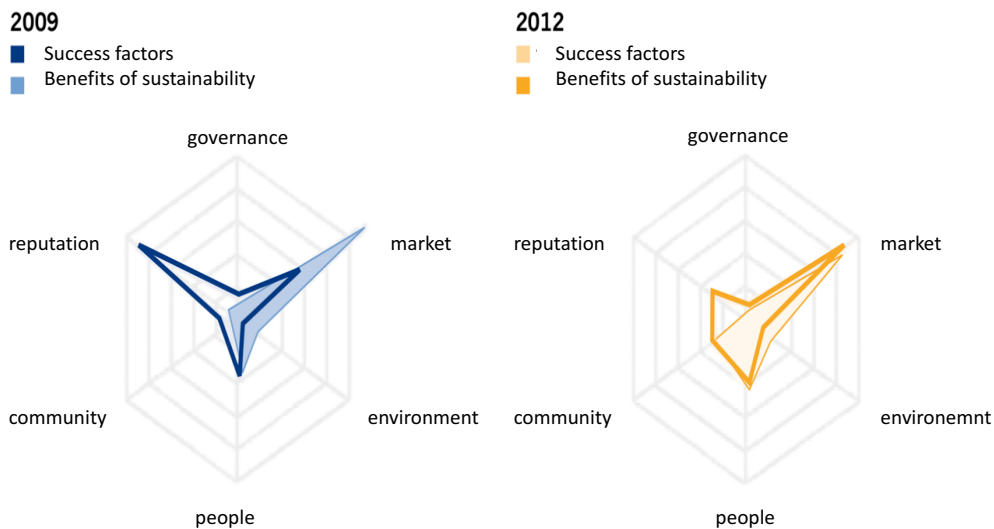 2009
Success factors
Benefits of sustainability
governance
reputation
market
community
environment
people
2012
Success factors
Benefits of sustainability
governance
reputation
market
community
environemnt
people